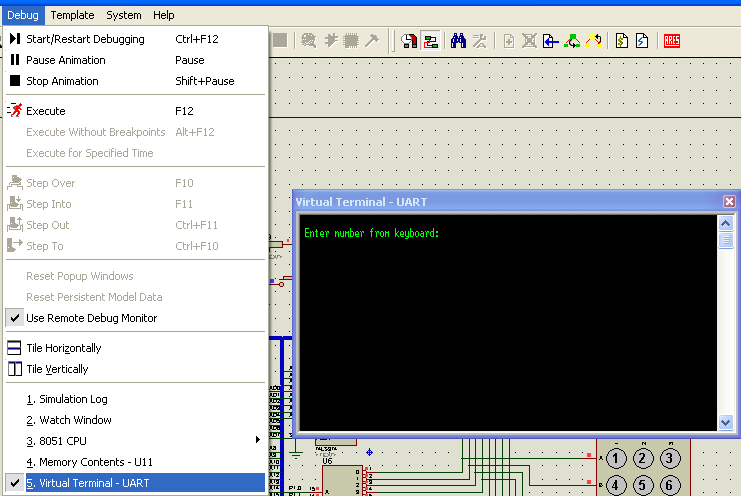 Debug Template System Help
Start/Restart Debugging Ctrl+F12
Pause Animation Pause
Stop Animation Shift+Pause
Execute F12
Execute Without Breakpoints Alt+F12
Execute for Specified Time
Step Over F10
Step Into F11
Step Out Ctrl+F11
Step To Ctrl+F10
Reset Popup Windows
Reset Persistent Model Data
Use Remote Debug Monitor
Tile Horizontally
Tile Vertically
1. Simulation Log
2. Watch Window
3. 8051 CPU
4. Memory Contents - U11
5. Virtual Terminal - UART
ARES
Virtual Terminal - UART
Enter number from keyboard:
U6
P1.0
1 2 3
A
4 5 6
B